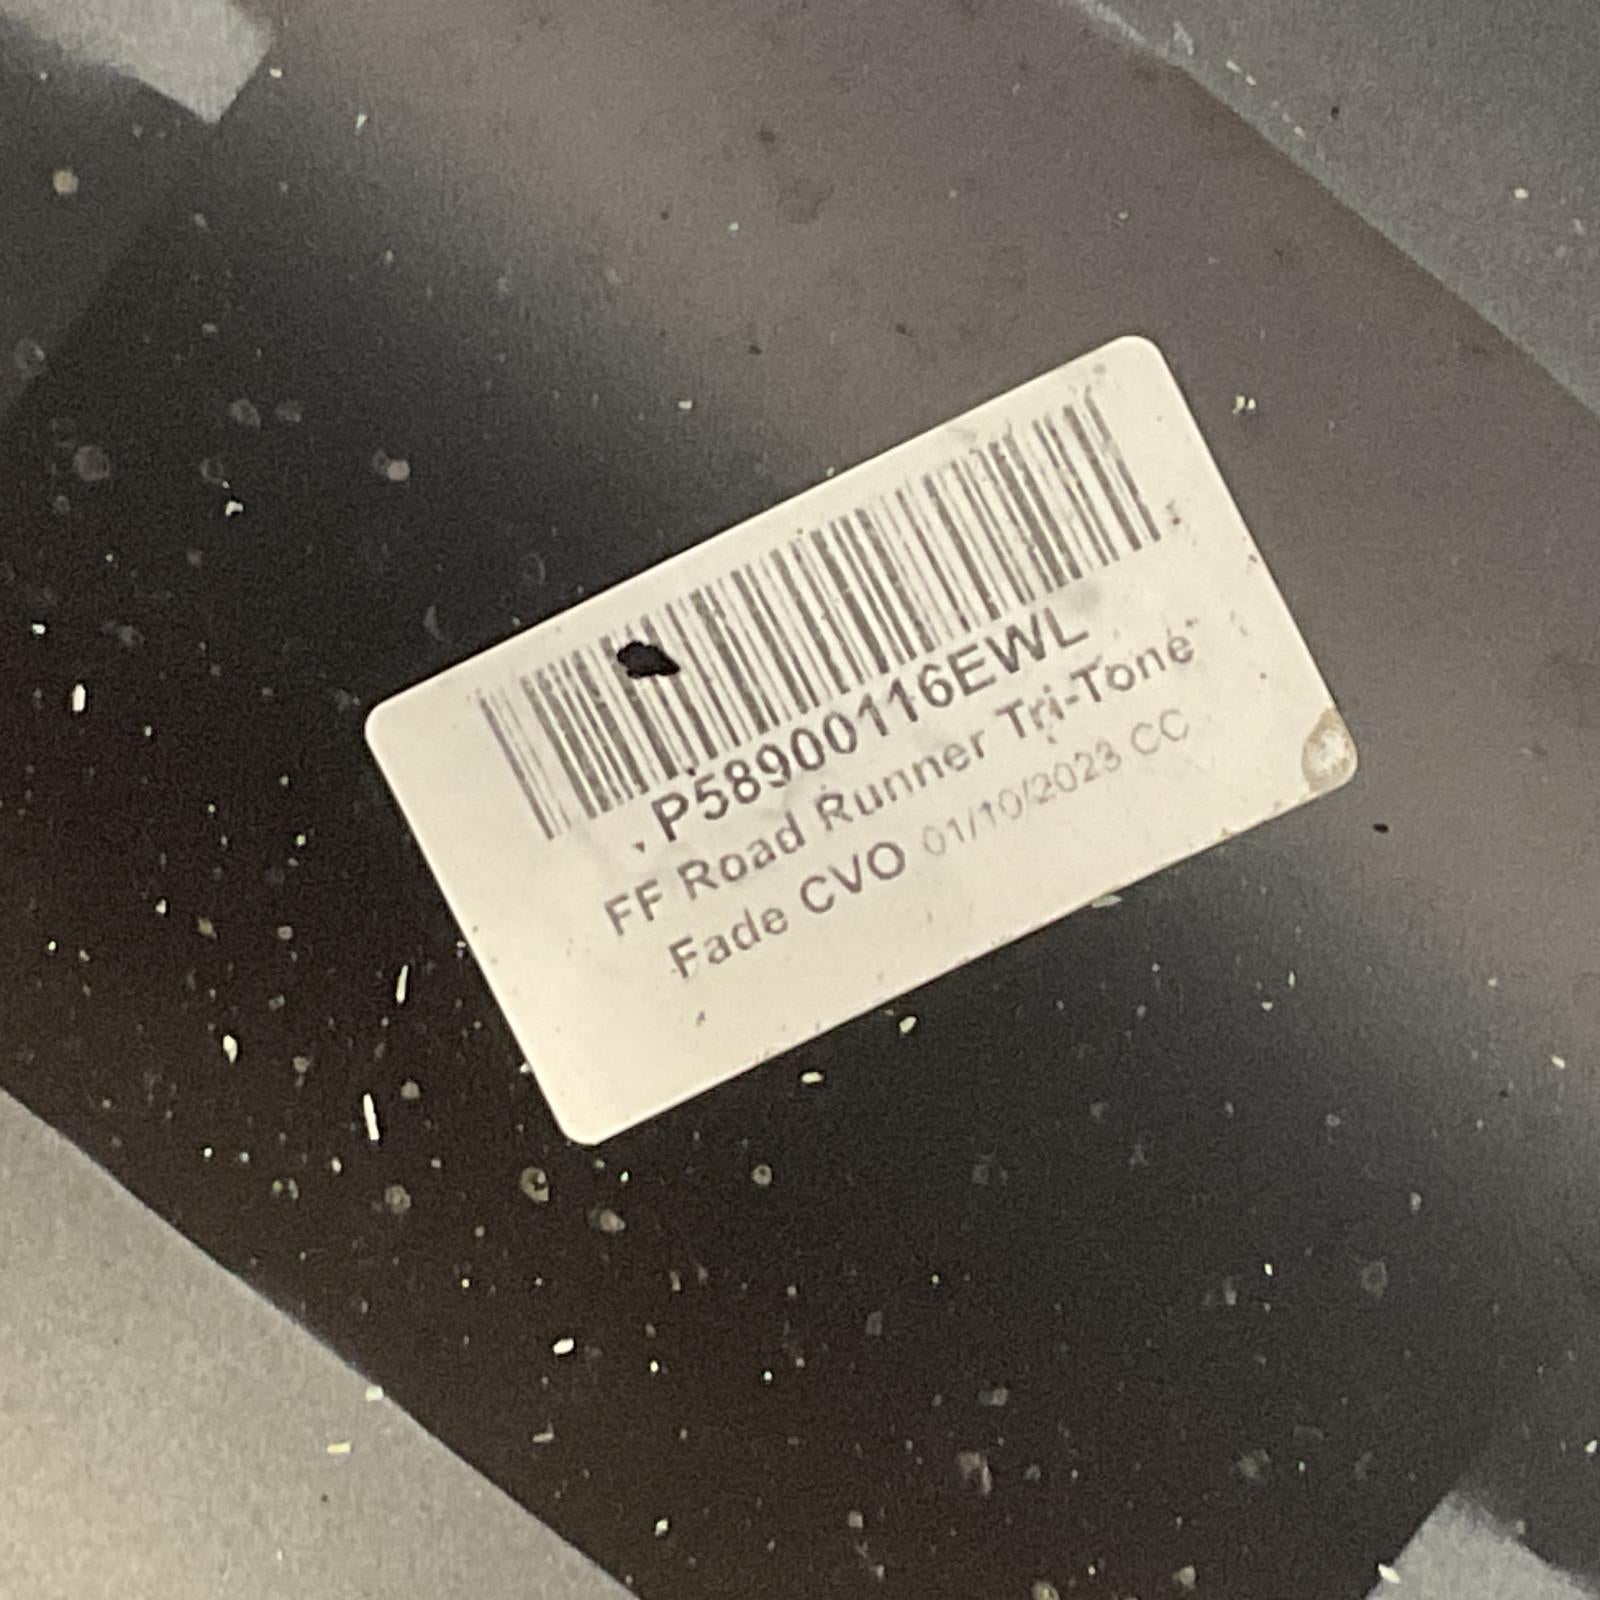 P58900116EWL
FF Road Runner Tri-Tone
Fade CVO 01/10/2023 CC